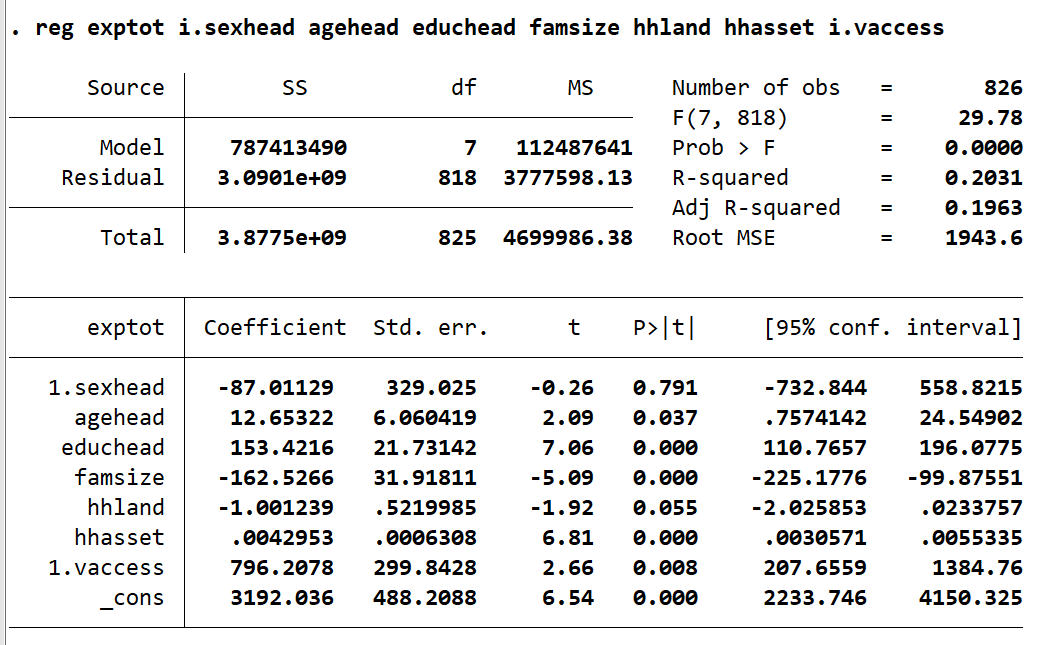 . reg exptot i.sexhead agehead educhead famsize hhland hhasset i.vaccess
Source SS df MS Number of obs = 826
F(7, 818) = 29.78
Model 787413490 7 112487641 Prob > F = 0.0000
Residual 3.0901e+09 818 3777598.13 R-squared = 0.2031
Adj R-squared = 0.1963
Total 3.8775e+09 825 4699986.38 Root MSE = 1943.6
exptot Coefficient Std. err. t P>|t| [95% conf. interval]
1.sexhead -87.01129 329.025 -0.26 0.791 -732.844 558.8215
agehead 12.65322 6.060419 2.09 0.037 .7574142 24.54902
educhead 153.4216 21.73142 7.06 0.000 110.7657 196.0775
famsize -162.5266 31.91811 -5.09 0.000 -225.1776 -99.87551
hhland -1.001239 .5219985 -1.92 0.055 -2.025853 .0233757
hhasset .0042953 .0006308 6.81 0.000 .0030571 .0055335
1.vaccess 796.2078 299.8428 2.66 0.008 207.6559 1384.76
_cons 3192.036 488.2088 6.54 0.000 2233.746 4150.325